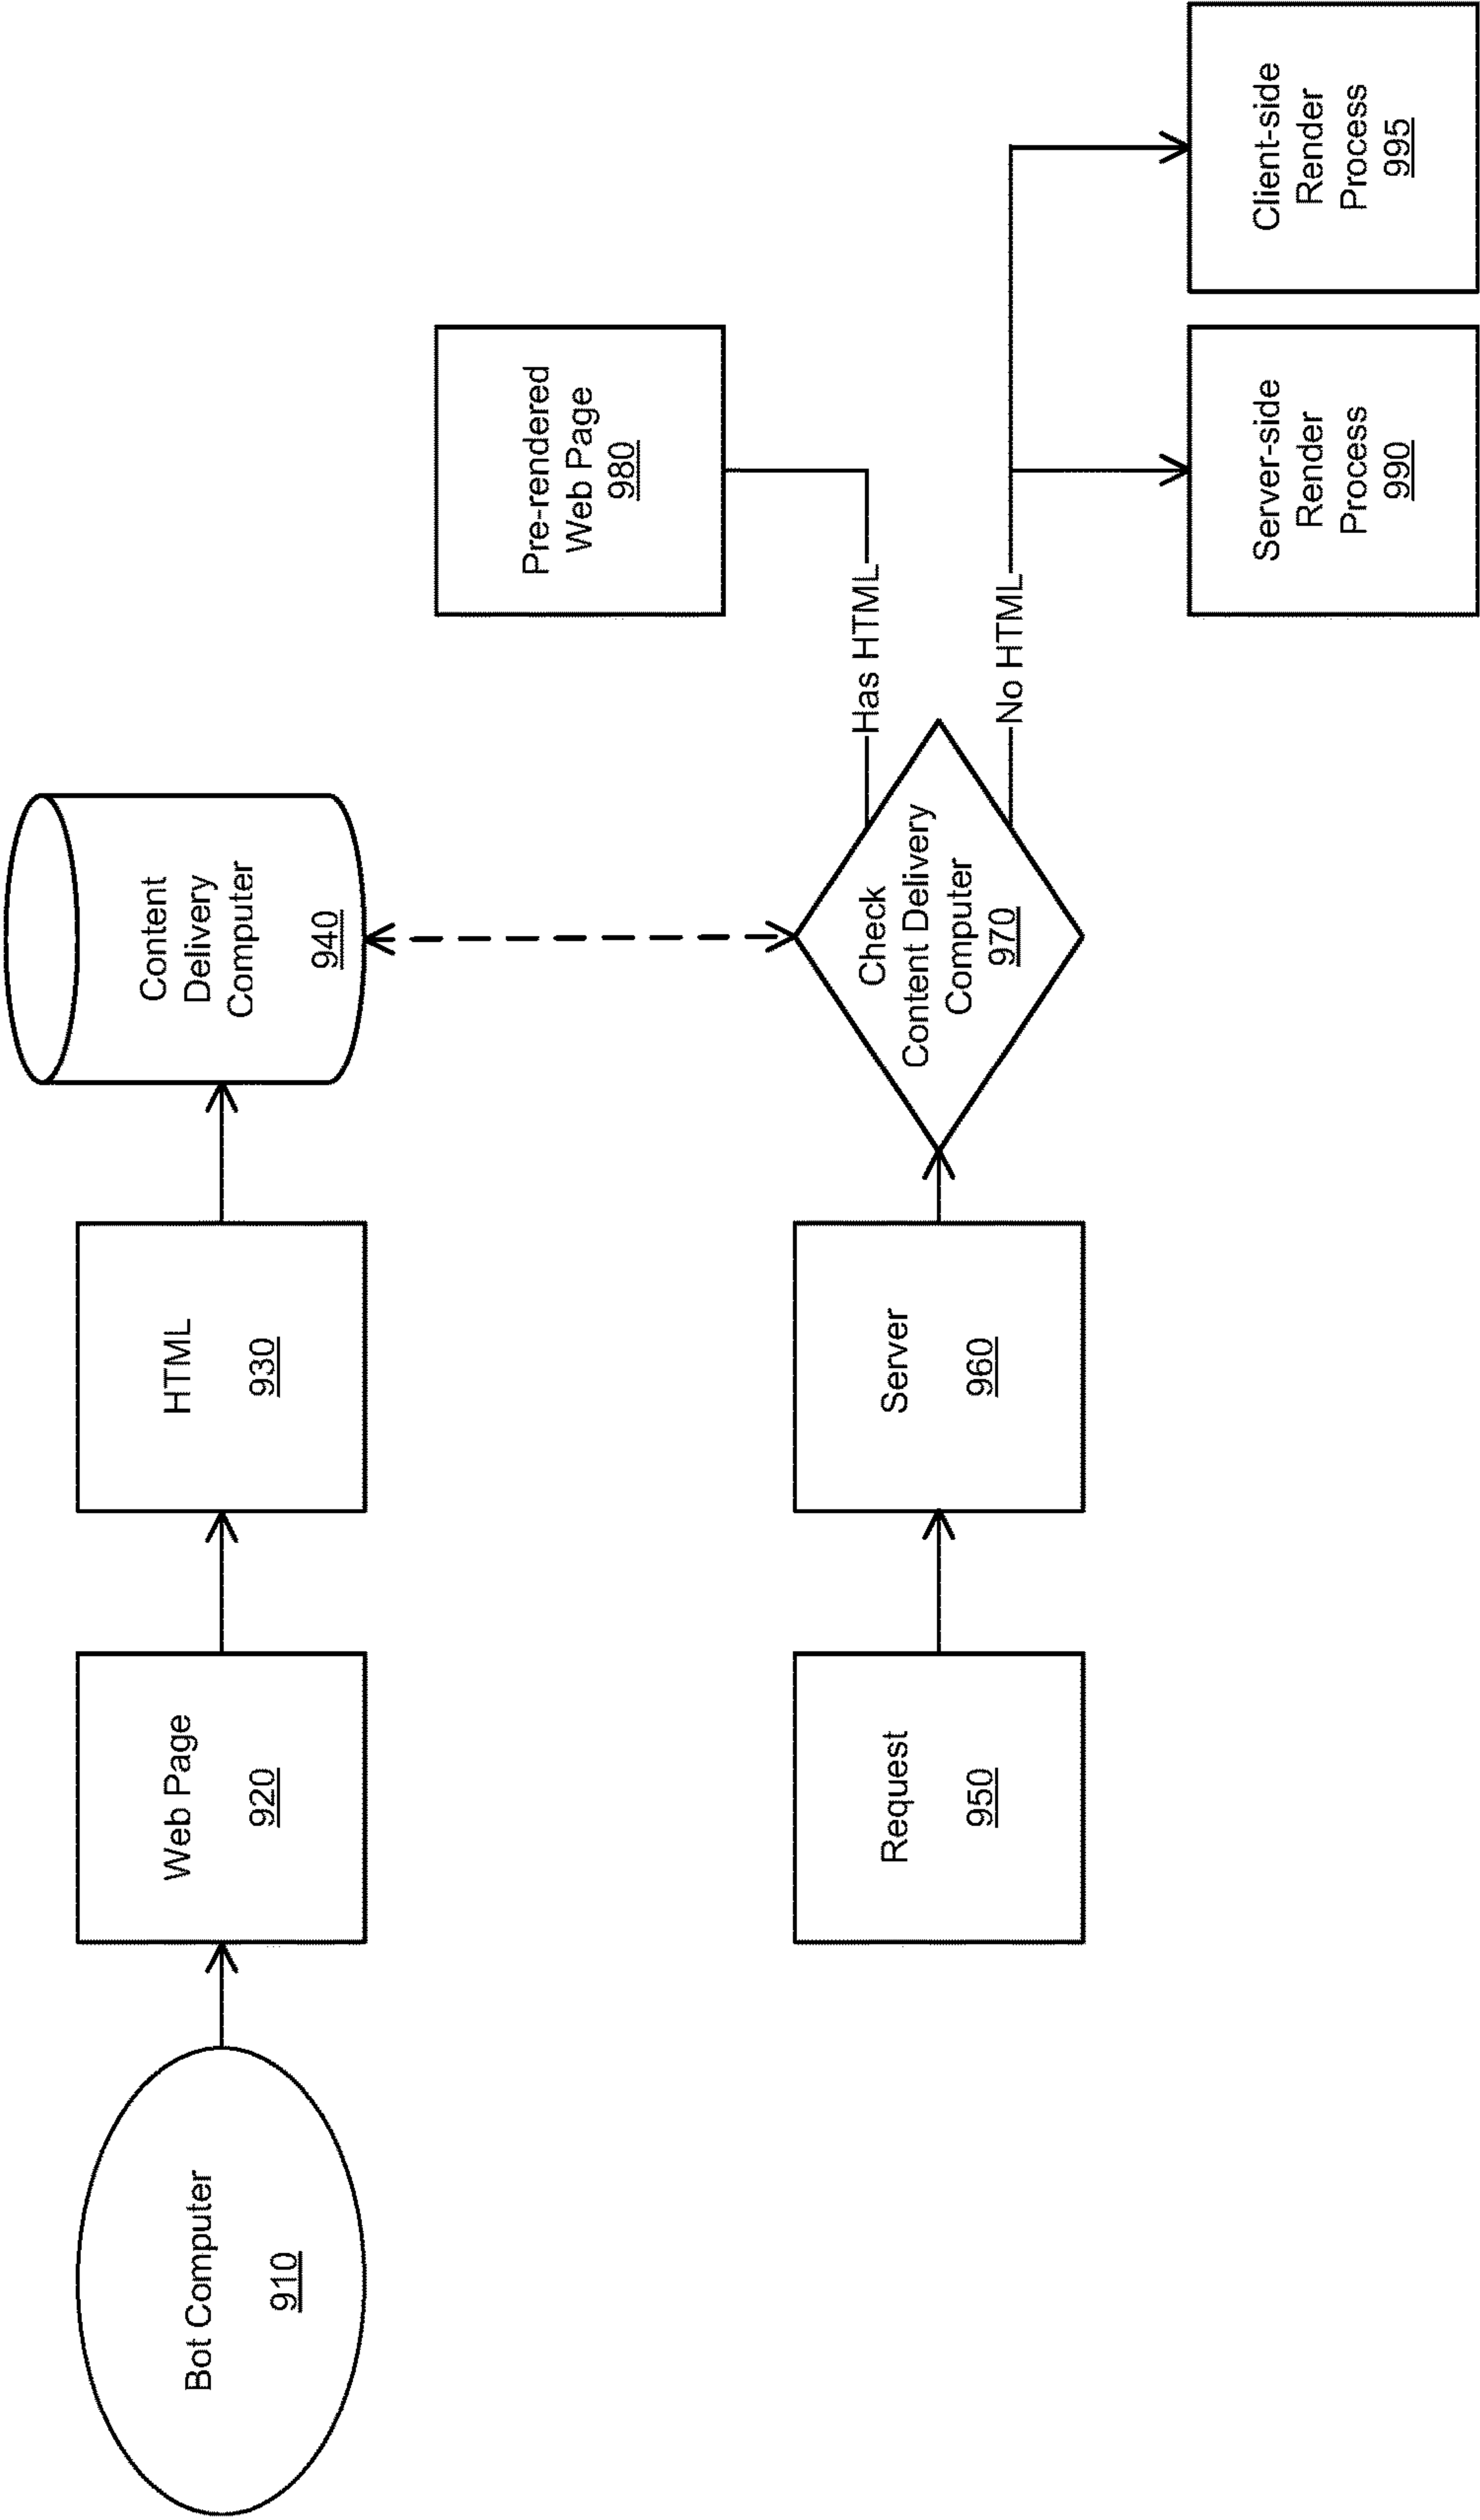 Bot Computer
910
Web Page
920
HTML
930
Content
Delivery
Computer
940
Request
950
Server
960
Check
Content Delivery
Computer
970
Has HTML
No HTML
Pre-rendered
Web Page
980
Server-side
Render
Process
990
Client-side
Render
Process
995